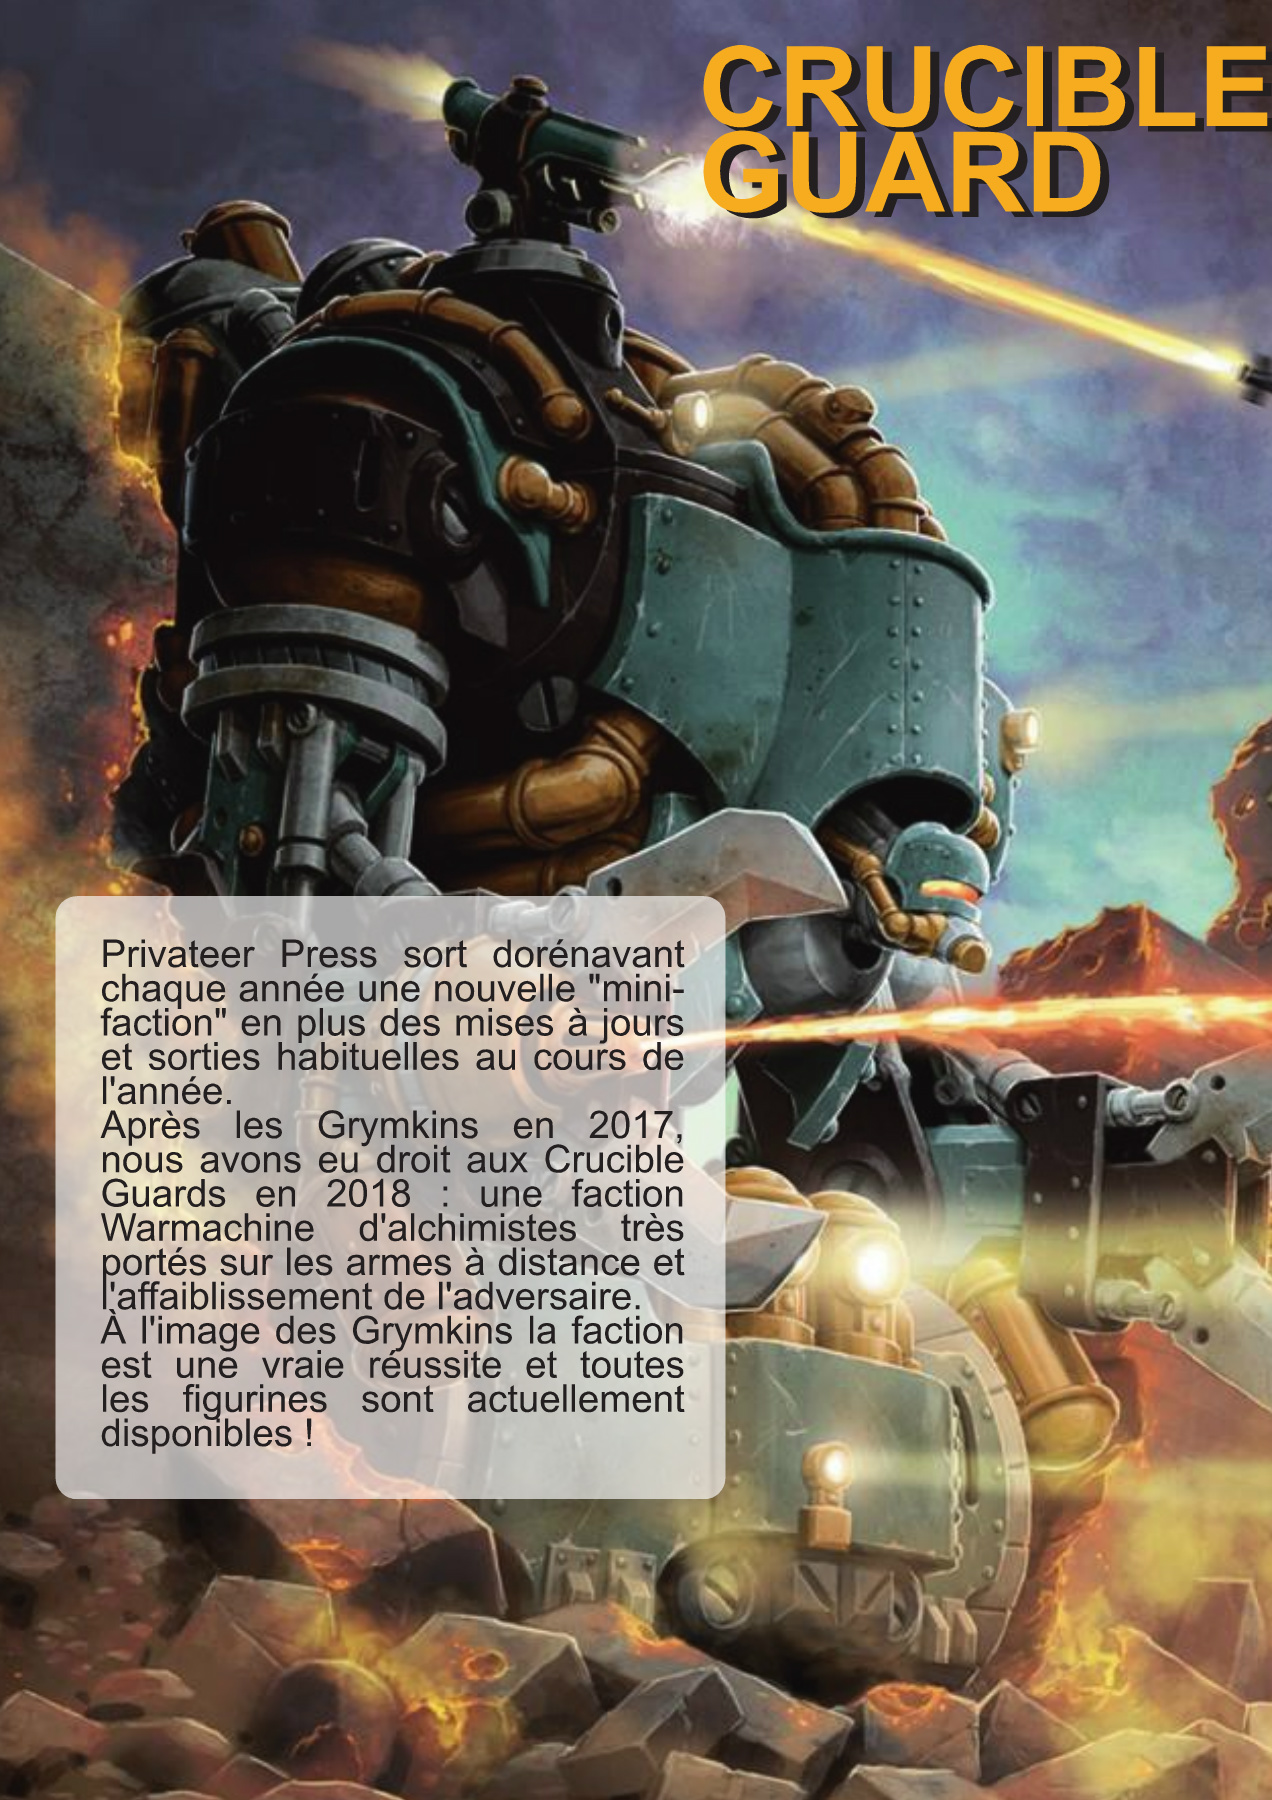 CRUCIBLE
GUARD
Privateer Press sort dorénavant
chaque année une nouvelle "mini-
faction" en plus des mises à jours
et sorties habituelles au cours de
l'année.
Après les Grymkins en 2017,
nous avons eu droit aux Crucible
Guards en 2018 : une faction
Warmachine d'alchimistes très
portés sur les armes à distance et
l'affaiblissement de l'adversaire.
À l'image des Grymkins la faction
est une vraie réussite et toutes
les figurines sont actuellement
disponibles !